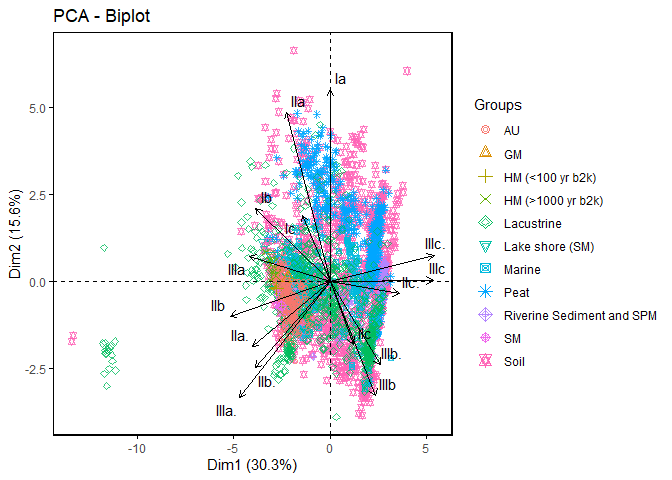 PCA - Biplot
Dim2 (15.6%)
5.0
2.5
0.0
-2.5
-10
-5
0
5
Dim1 (30.3%)
Ia
IIa
Ib
Ic
IIIa
IIb
IIa.
IIb.
IIIa.
IIIc.
IIIc
IIc.
IIc
IIIb.
IIIb
Groups
AU
GM
HM (<100 yr b2k)
HM (>1000 yr b2k)
Lacustrine
Lake shore (SM)
Marine
Peat
Riverine Sediment and SPM
SM
Soil